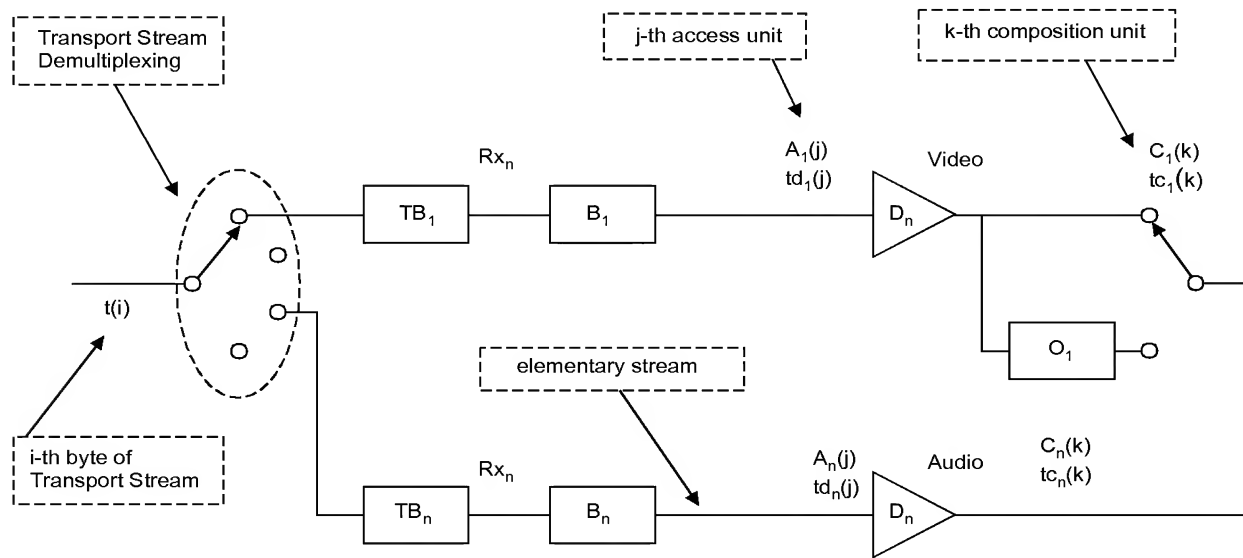 Transport Stream
Demultiplexing
j-th access unit
k-th composition unit
Rxₙ
A₁(j)
td₁(j)
Video
C₁(k)
tc₁(k)
TB₁
B₁
Dₙ
t(i)
O₁
elementary stream
i-th byte of
Transport Stream
Rxₙ
Aₙ(j)
tdₙ(j)
Audio
Cₙ(k)
tcₙ(k)
TBₙ
Bₙ
Dₙ